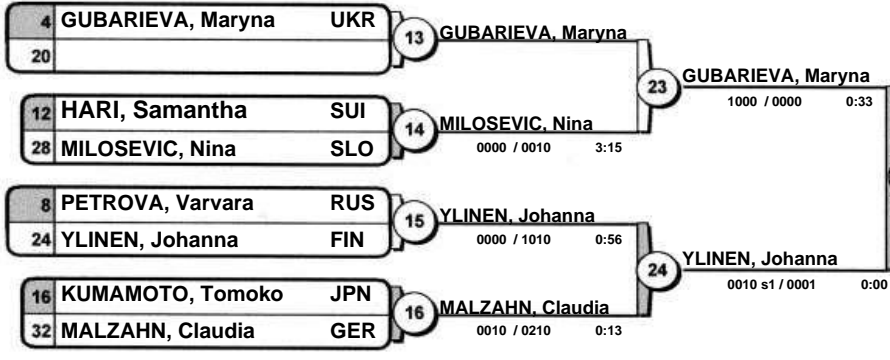 4 GUBARIEVA, Maryna UKR
20
13
GUBARIEVA, Maryna
12 HARI, Samantha SUI
28 MILOSEVIC, Nina SLO
14
MILOSEVIC, Nina
0000 / 0010 3:15
23
GUBARIEVA, Maryna
1000 / 0000 0:33
8 PETROVA, Varvara RUS
24 YLINEN, Johanna FIN
15
YLINEN, Johanna
0000 / 1010 0:56
16 KUMAMOTO, Tomoko JPN
32 MALZAHN, Claudia GER
16
MALZAHN, Claudia
0010 / 0210 0:13
24
YLINEN, Johanna
0010 s1 / 0001 0:00